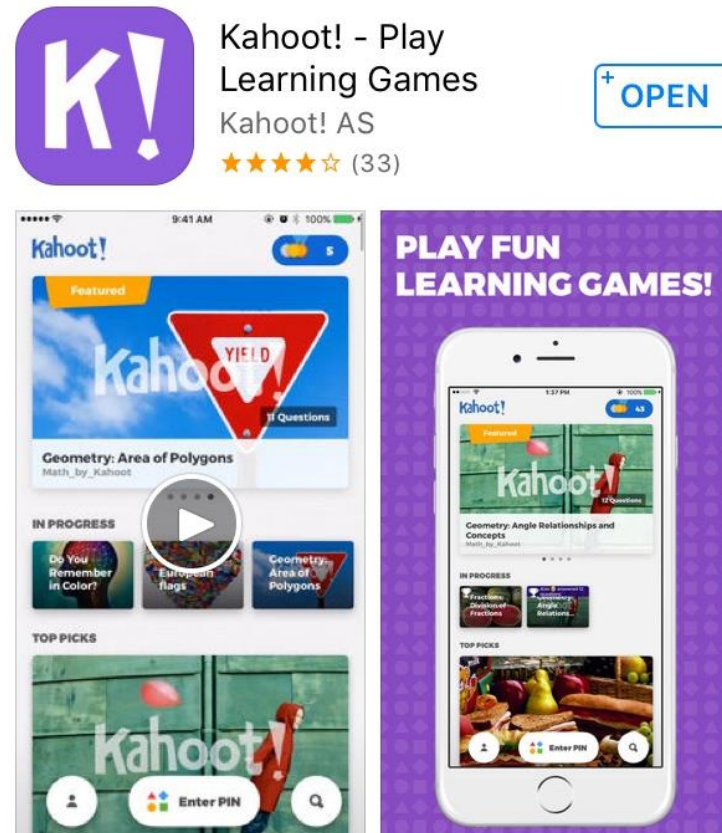 K!
Kahoot! - Play
Learning Games
Kahoot! AS
(33)
+ OPEN
9:41 AM
100%
Kahoot!
5
Featured
Kahoot!
YIELD
11 Questions
Geometry: Area of Polygons
Math_by_Kahoot
IN PROGRESS
Do You
Remember
in Color?
European
flags
Geometry:
Area of
Polygons
TOP PICKS
Kahoot!
Enter PIN
PLAY FUN
LEARNING GAMES!
1:37 PM
100%
Kahoot!
43
Featured
Kahoot!
12 Questions
Geometry: Angle Relationships and
Concepts
Math_by_Kahoot
IN PROGRESS
Fractions:
Division of
Fractions
Geometry:
Angle
Relations...
TOP PICKS
Enter PIN